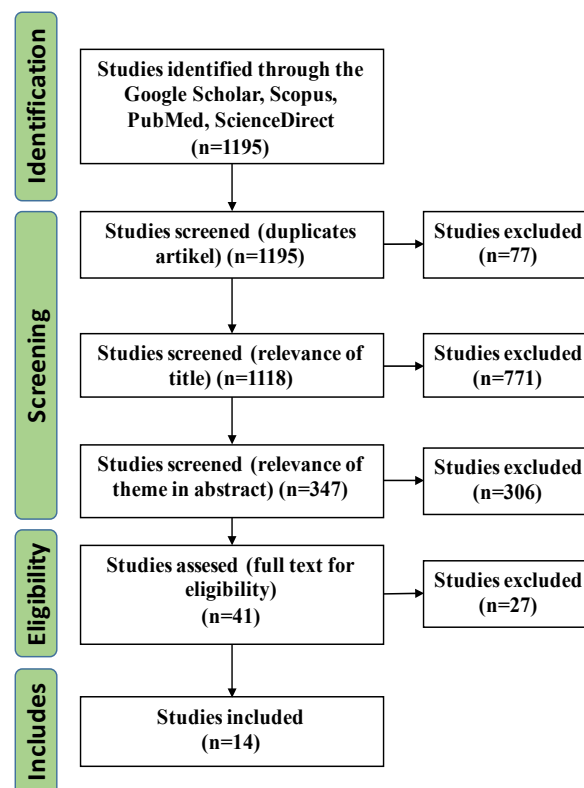 Identification
Studies identified through the
Google Scholar, Scopus,
PubMed, ScienceDirect
(n=1195)
Screening
Studies screened (duplicates
artikel) (n=1195)
Studies excluded
(n=77)
Studies screened (relevance of
title) (n=1118)
Studies excluded
(n=771)
Studies screened (relevance of
theme in abstract) (n=347)
Studies excluded
(n=306)
Eligibility
Studies assesed (full text for
eligibility)
(n=41)
Studies excluded
(n=27)
Includes
Studies included
(n=14)